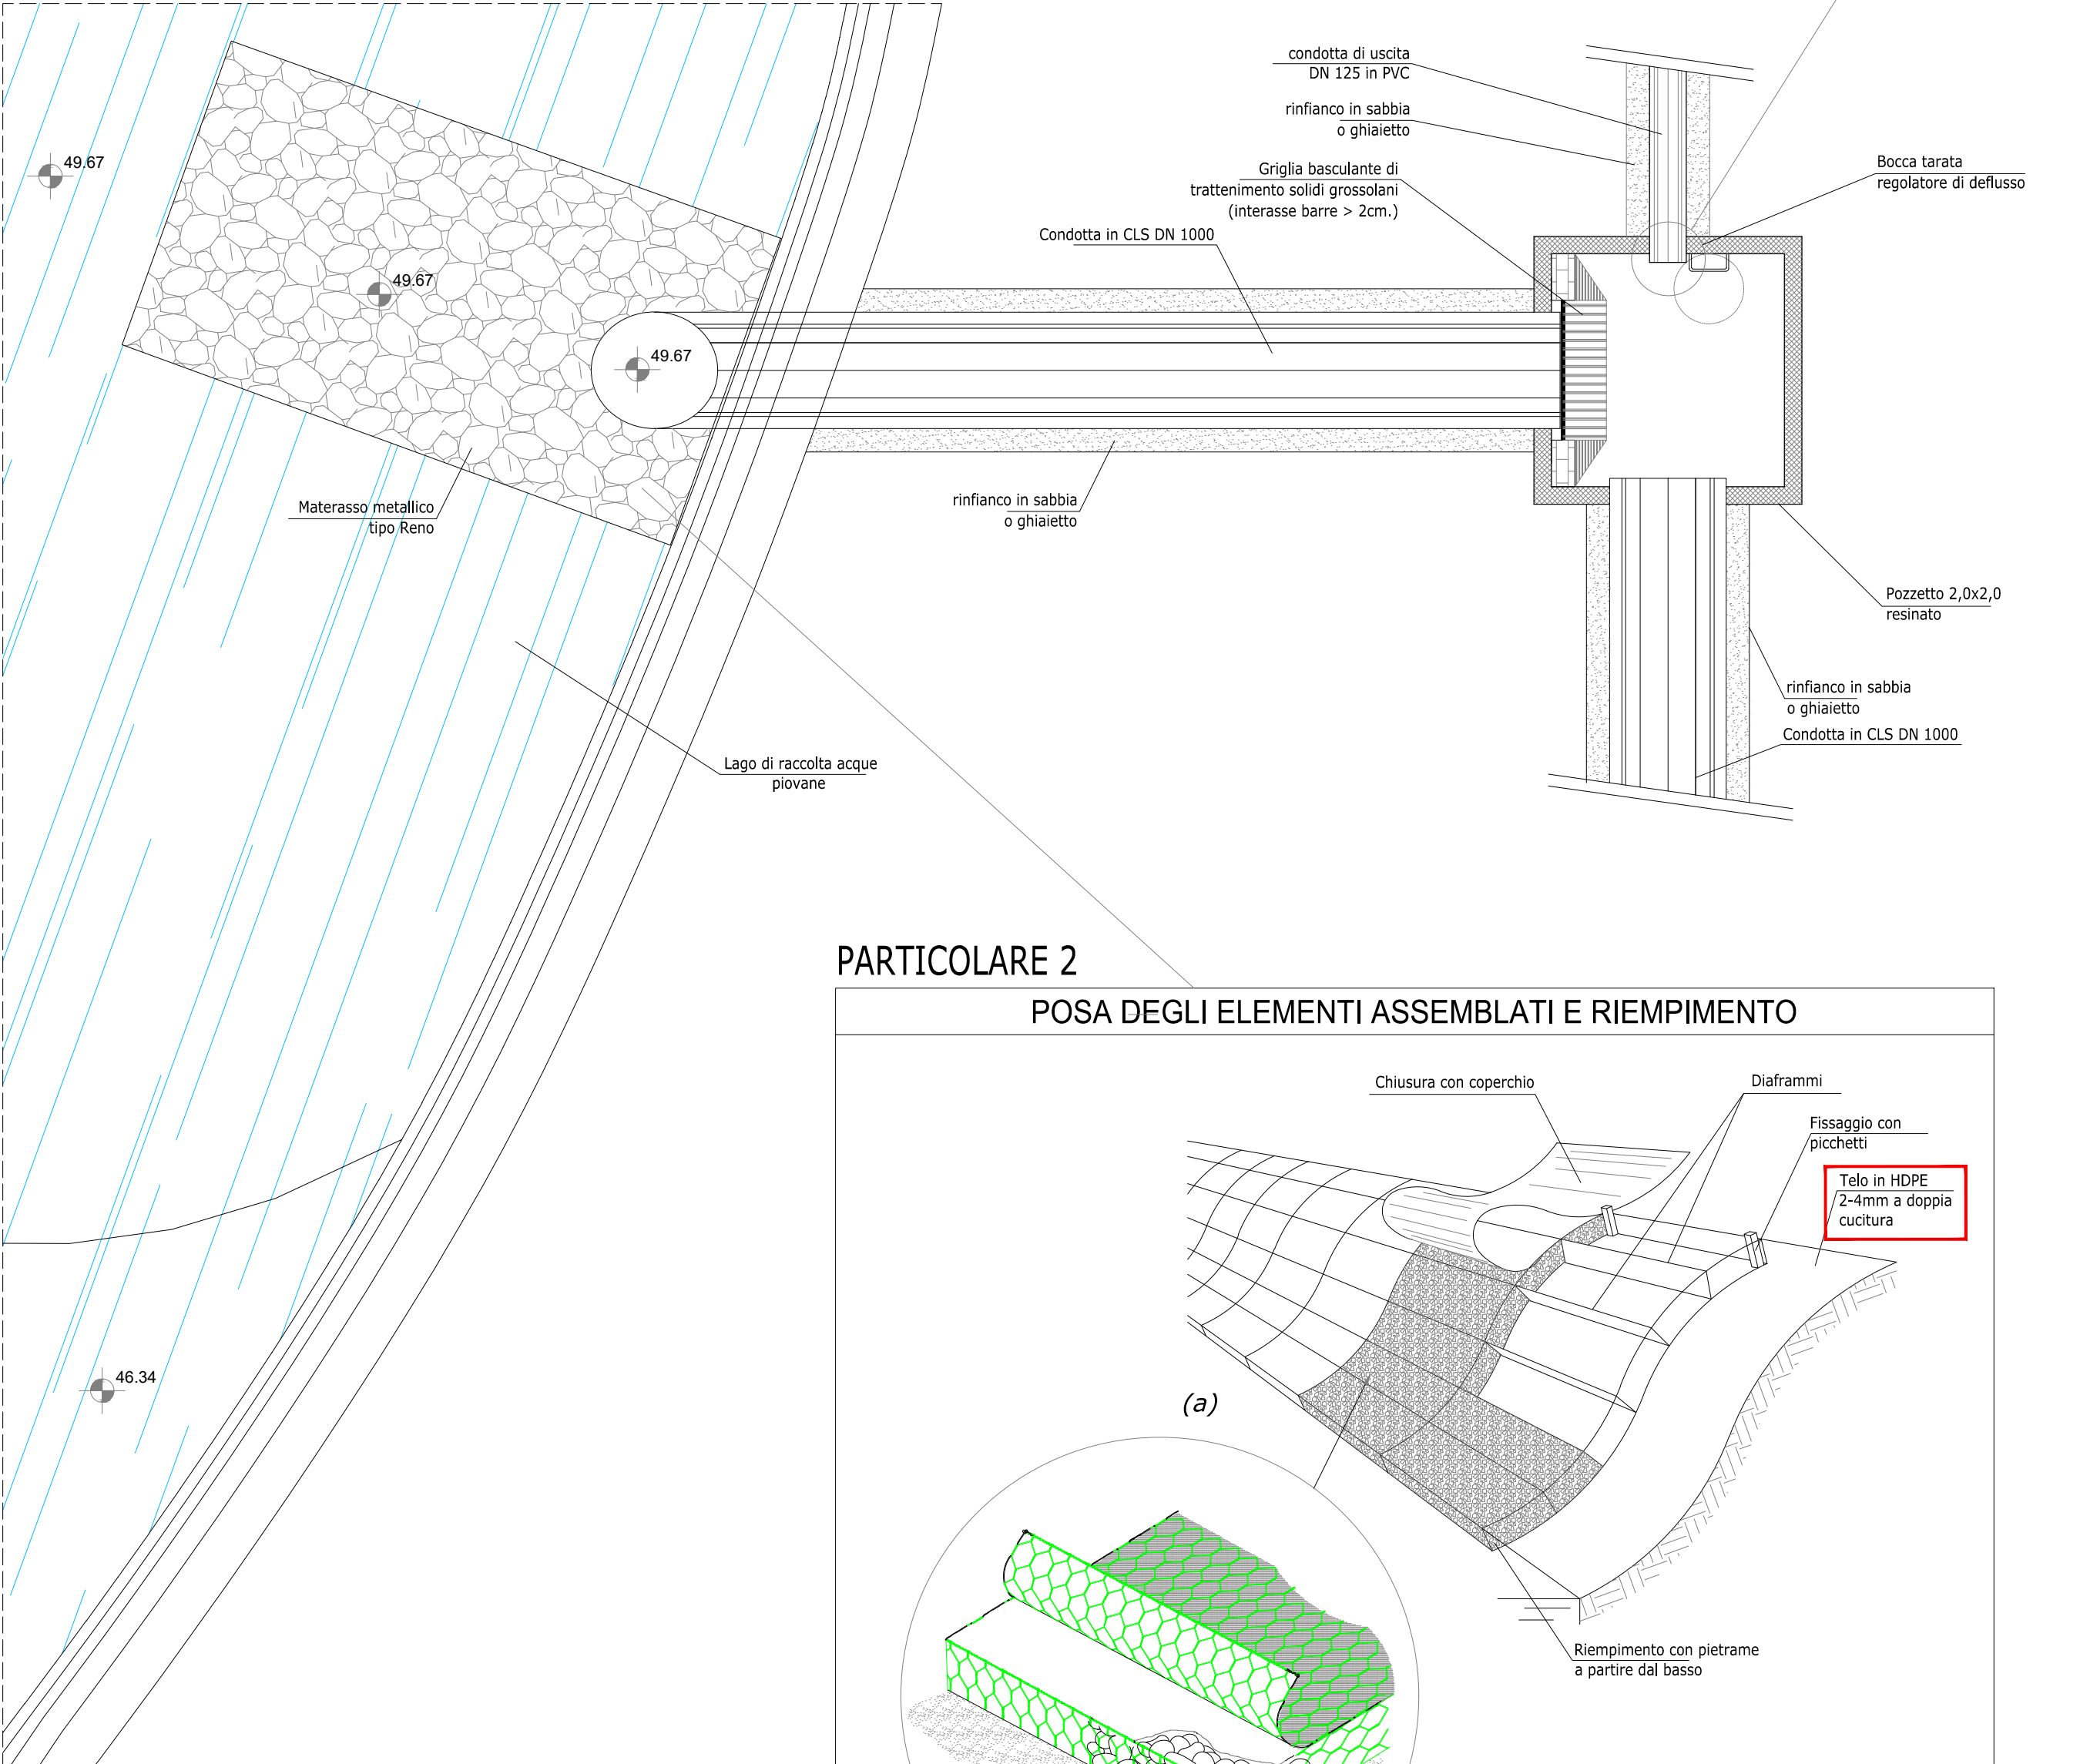 condotta di uscita
DN 125 in PVC
rinfianco in sabbia
o ghiaietto
Griglia basculante di
trattenimento solidi grossolani
(interasse barre > 2cm.)
Condotta in CLS DN 1000
Bocca tarata
regolatore di deflusso
49.67
49.67
49.67
Materasso metallico
tipo Reno
rinfianco in sabbia
o ghiaietto
Pozzetto 2,0x2,0
resinato
rinfianco in sabbia
o ghiaietto
Condotta in CLS DN 1000
Lago di raccolta acque
piovane
PARTICOLARE 2
POSA DEGLI ELEMENTI ASSEMBLATI E RIEMPIMENTO
Chiusura con coperchio
Diaframmi
Fissaggio con
picchetti
Telo in HDPE
2-4mm a doppia
cucitura
46.34
(a)
Riempimento con pietrame
a partire dal basso